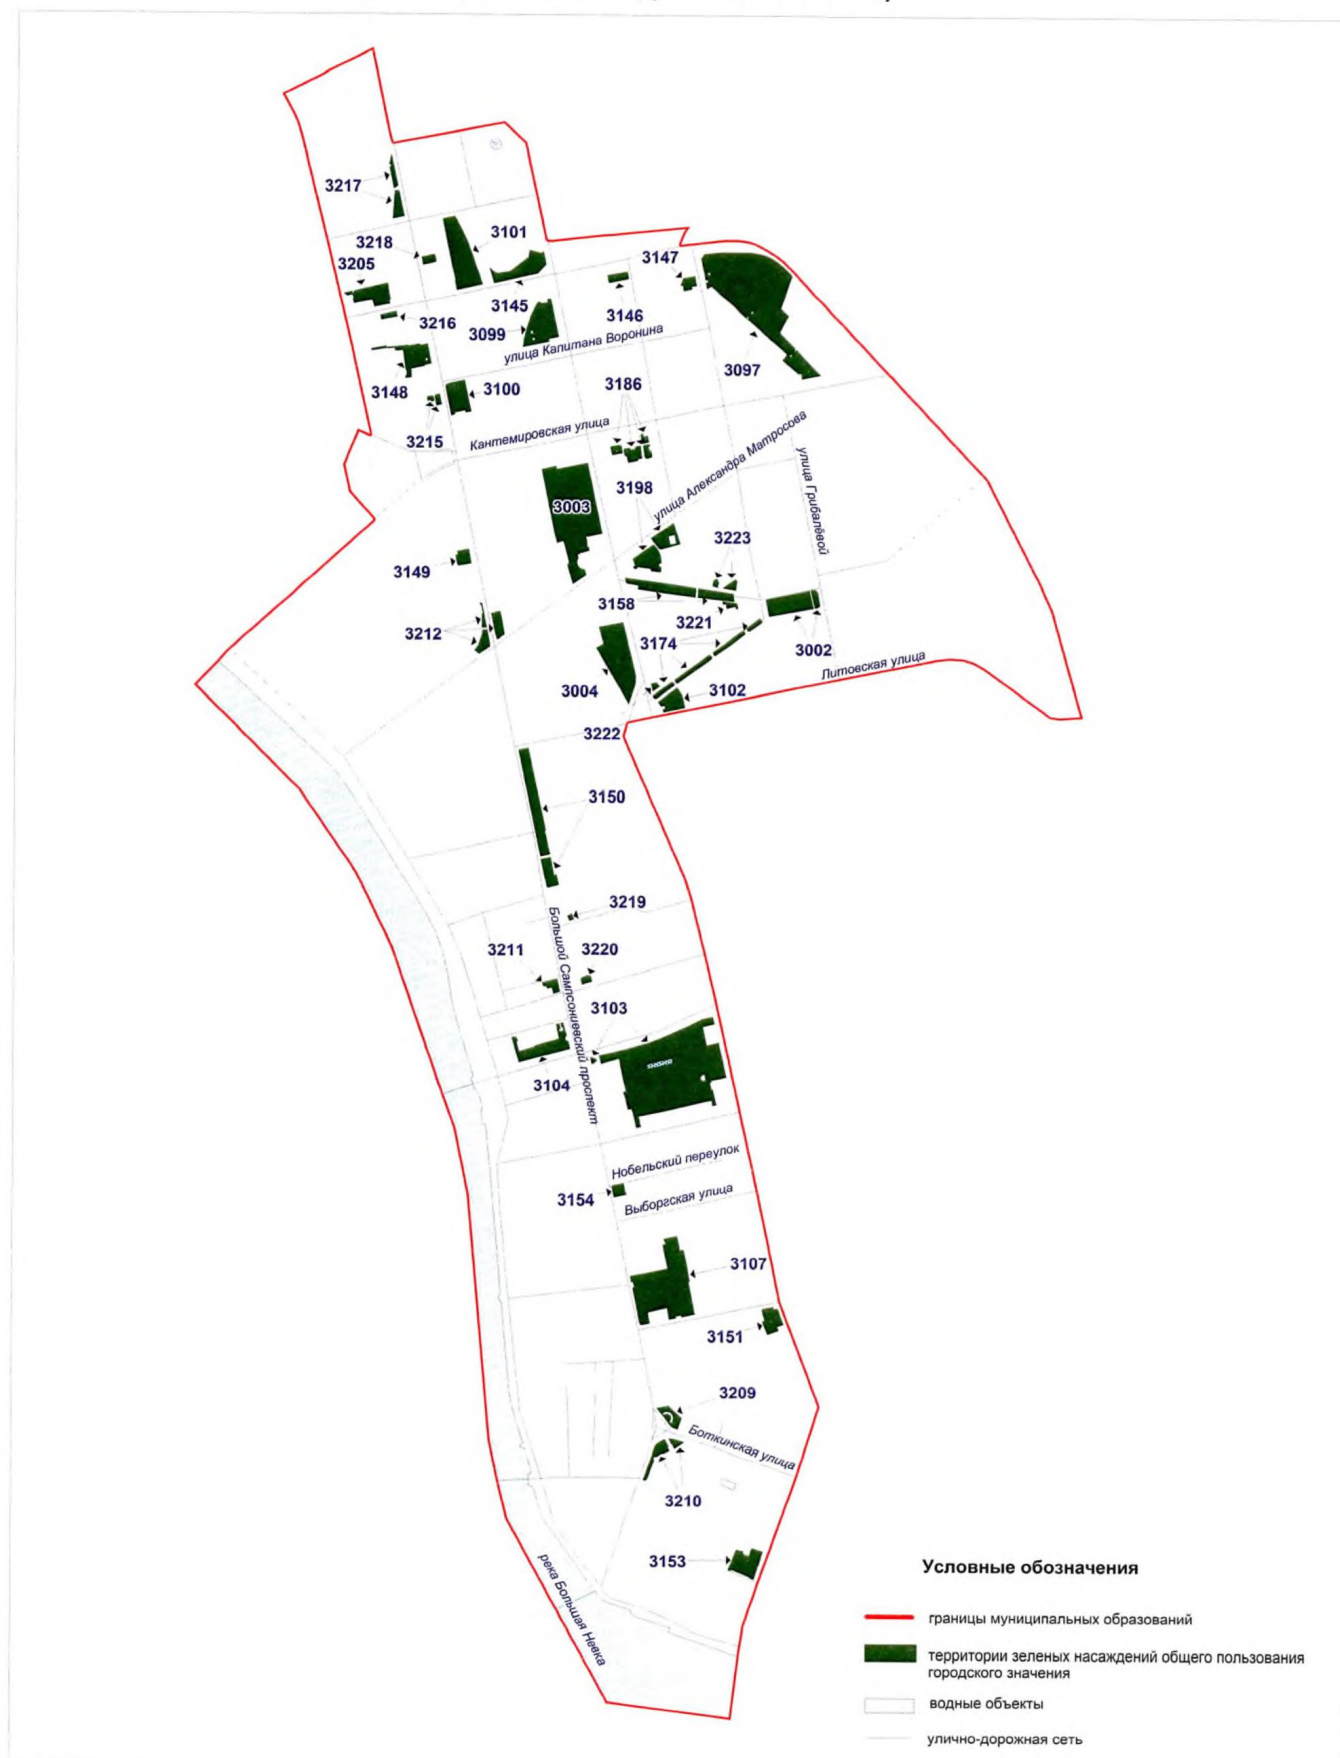 3217
3218
3101
3205
3147
3145
3146
3216
3099
улица Капитана Воронина
3097
3148
3100
3186
3215
Кантемировская улица
улица Александра Матросова
улица Грибалёвой
3198
3003
3223
3149
3158
3212
3221
3174
3002
Литовская улица
3004
3102
3222
3150
3219
Большой Сампсониевский проспект
3211
3220
3103
3104
Нобельский переулок
3154
Выборгская улица
3107
3151
3209
Боткинская улица
3210
3153
река Большая Невка
Условные обозначения
границы муниципальных образований
территории зеленых насаждений общего пользования
городского значения
водные объекты
улично-дорожная сеть